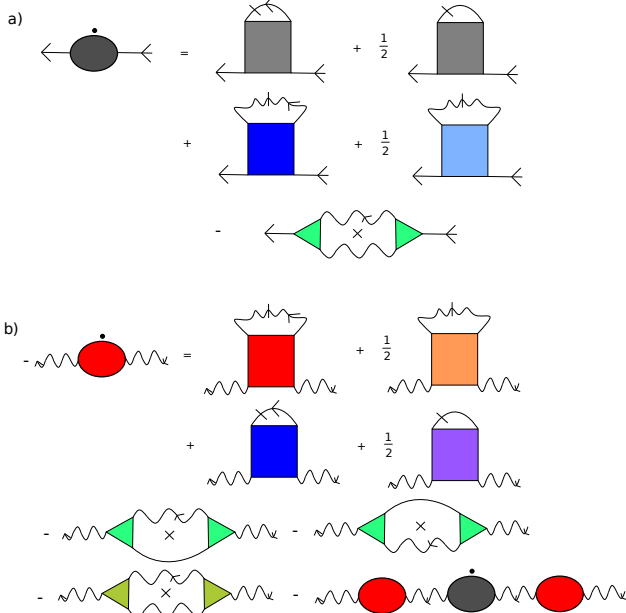 a)
= + 1/2
+ + 1/2
- ×
b)
- = + 1/2
+ + 1/2
- × - ×
- × -